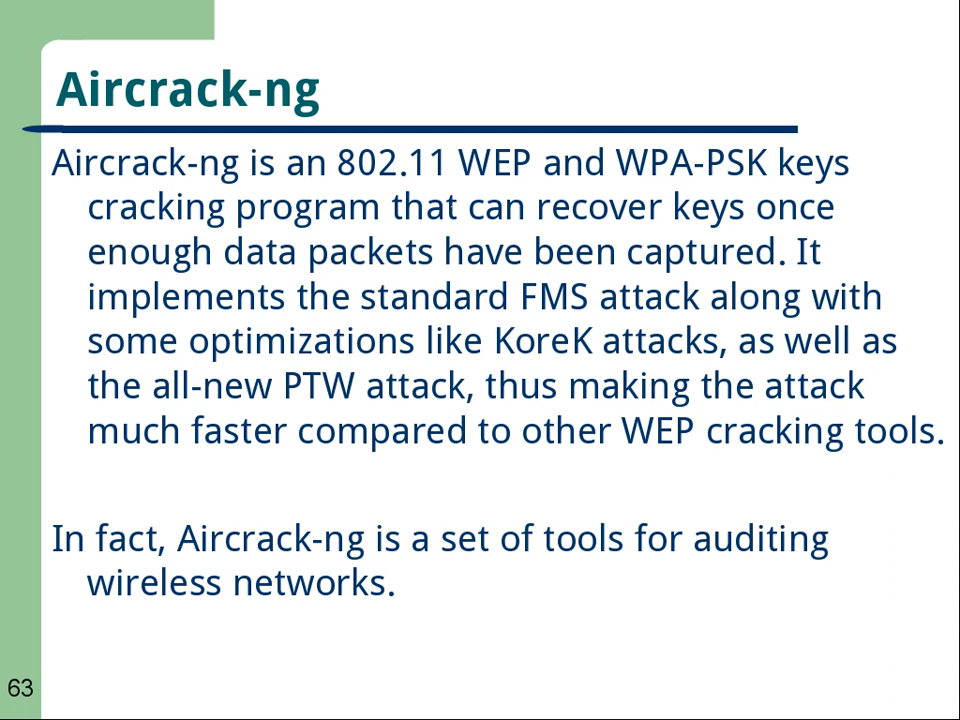 Aircrack-ng
Aircrack-ng is an 802.11 WEP and WPA-PSK keys
cracking program that can recover keys once
enough data packets have been captured. It
implements the standard FMS attack along with
some optimizations like KoreK attacks, as well as
the all-new PTW attack, thus making the attack
much faster compared to other WEP cracking tools.
In fact, Aircrack-ng is a set of tools for auditing
wireless networks.
63